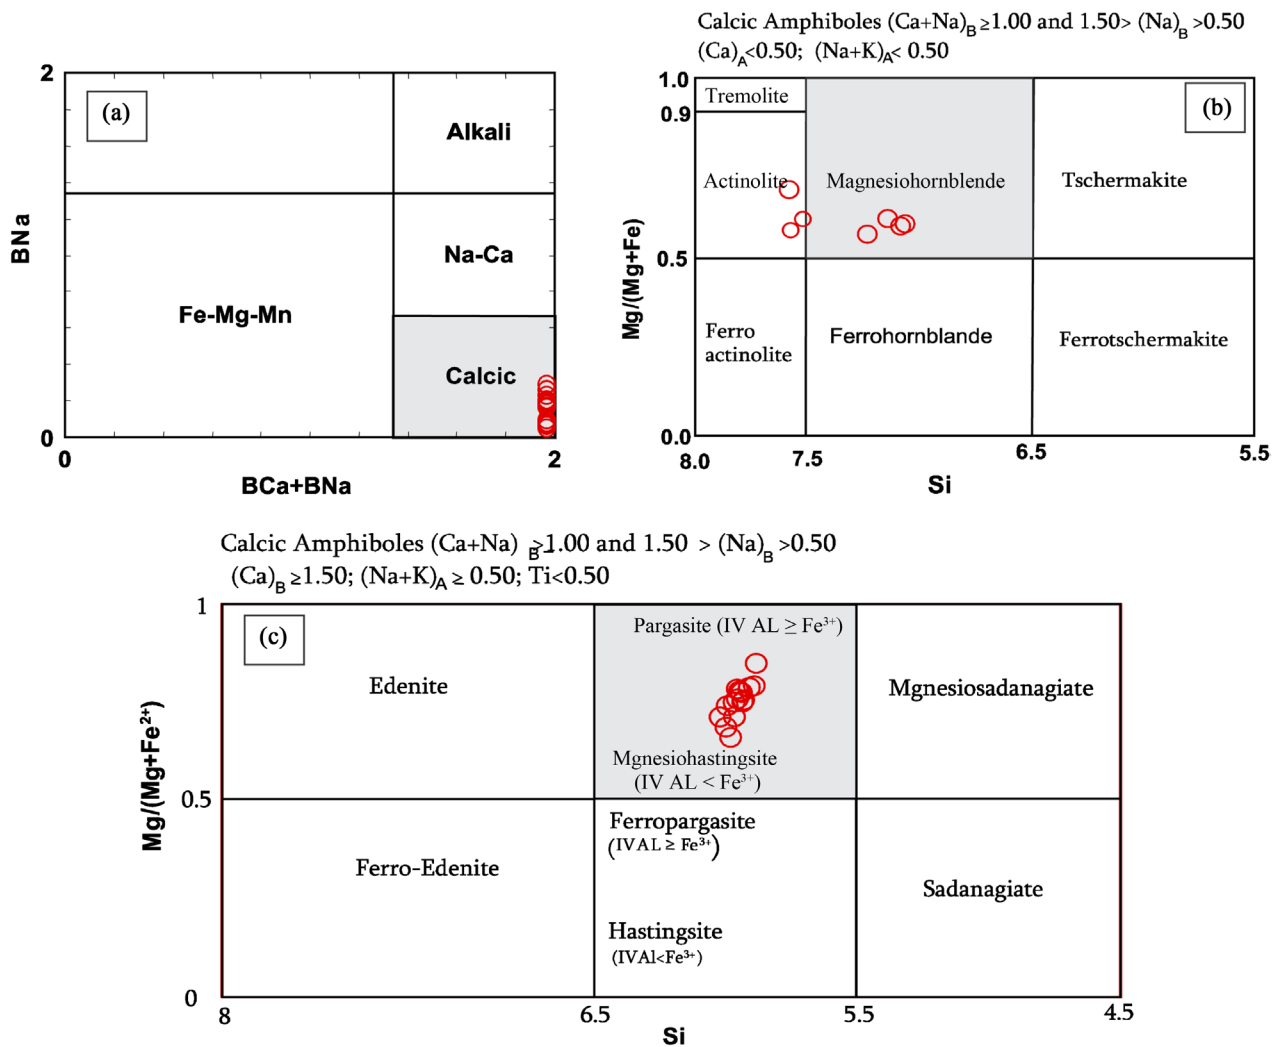 Calcic Amphiboles (Ca+Na)B ≥1.00 and 1.50> (Na)B >0.50
(Ca)A<0.50; (Na+K)A< 0.50
2
(a)
Alkali
BNa
Na-Ca
Fe-Mg-Mn
Calcic
0
0
2
BCa+BNa
1.0
Tremolite
(b)
0.9
Actinolite
Magnesiohornblende
Tschermakite
Mg/(Mg+Fe)
0.5
Ferro
actinolite
Ferrohornblande
Ferrotschermakite
0.0
8.0
7.5
6.5
5.5
Si
Calcic Amphiboles (Ca+Na) B≥1.00 and 1.50 > (Na)B >0.50
(Ca)B ≥1.50; (Na+K)A ≥ 0.50; Ti<0.50
1
(c)
Pargasite (IV AL ≥ Fe³⁺)
Edenite
Mgnesiosadanagiate
Mg/(Mg+Fe²⁺)
Mgnesiohastingsite
(IV AL < Fe³⁺)
0.5
Ferropargasite
(IVAL ≥ Fe³⁺)
Ferro-Edenite
Sadanagiate
Hastingsite
(IVAl<Fe³⁺)
0
8
6.5
5.5
4.5
Si